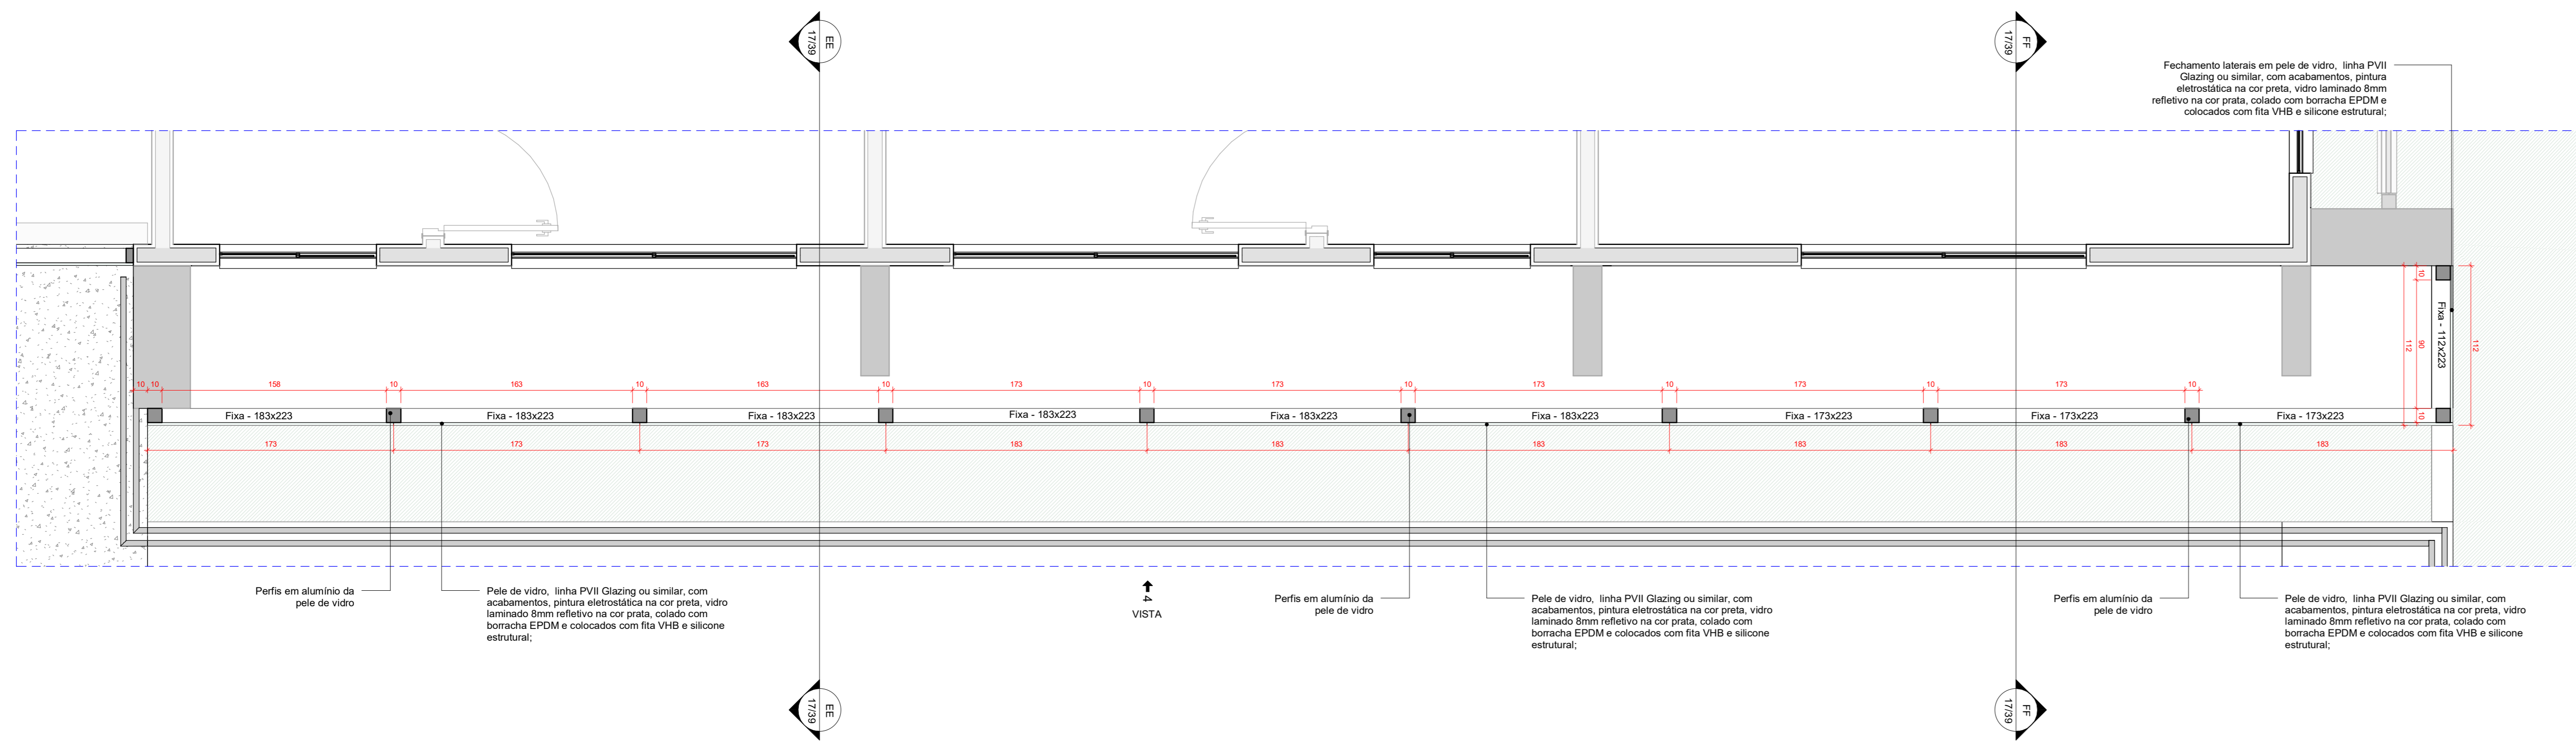 EE
17/39
FF
17/39
Fechamento laterais em pele de vidro, linha PVII
Glazing ou similar, com acabamentos, pintura
eletrostática na cor preta, vidro laminado 8mm
refletivo na cor prata, colado com borracha EPDM e
colocados com fita VHB e silicone estrutural;
10
90
10
112
112
Fixa - 112x223
10 10 158 10 163 10 163 10 173 10 173 10 173 10 173 10 173 10
Fixa - 183x223 Fixa - 183x223 Fixa - 183x223 Fixa - 183x223 Fixa - 183x223 Fixa - 183x223 Fixa - 173x223 Fixa - 173x223 Fixa - 173x223
173 173 173 183 183 183 183 183 183
Perfis em alumínio da
pele de vidro
Pele de vidro, linha PVII Glazing ou similar, com
acabamentos, pintura eletrostática na cor preta, vidro
laminado 8mm refletivo na cor prata, colado com
borracha EPDM e colocados com fita VHB e silicone
estrutural;
4
VISTA
Perfis em alumínio da
pele de vidro
Pele de vidro, linha PVII Glazing ou similar, com
acabamentos, pintura eletrostática na cor preta, vidro
laminado 8mm refletivo na cor prata, colado com
borracha EPDM e colocados com fita VHB e silicone
estrutural;
Perfis em alumínio da
pele de vidro
Pele de vidro, linha PVII Glazing ou similar, com
acabamentos, pintura eletrostática na cor preta, vidro
laminado 8mm refletivo na cor prata, colado com
borracha EPDM e colocados com fita VHB e silicone
estrutural;
EE
17/39
FF
17/39